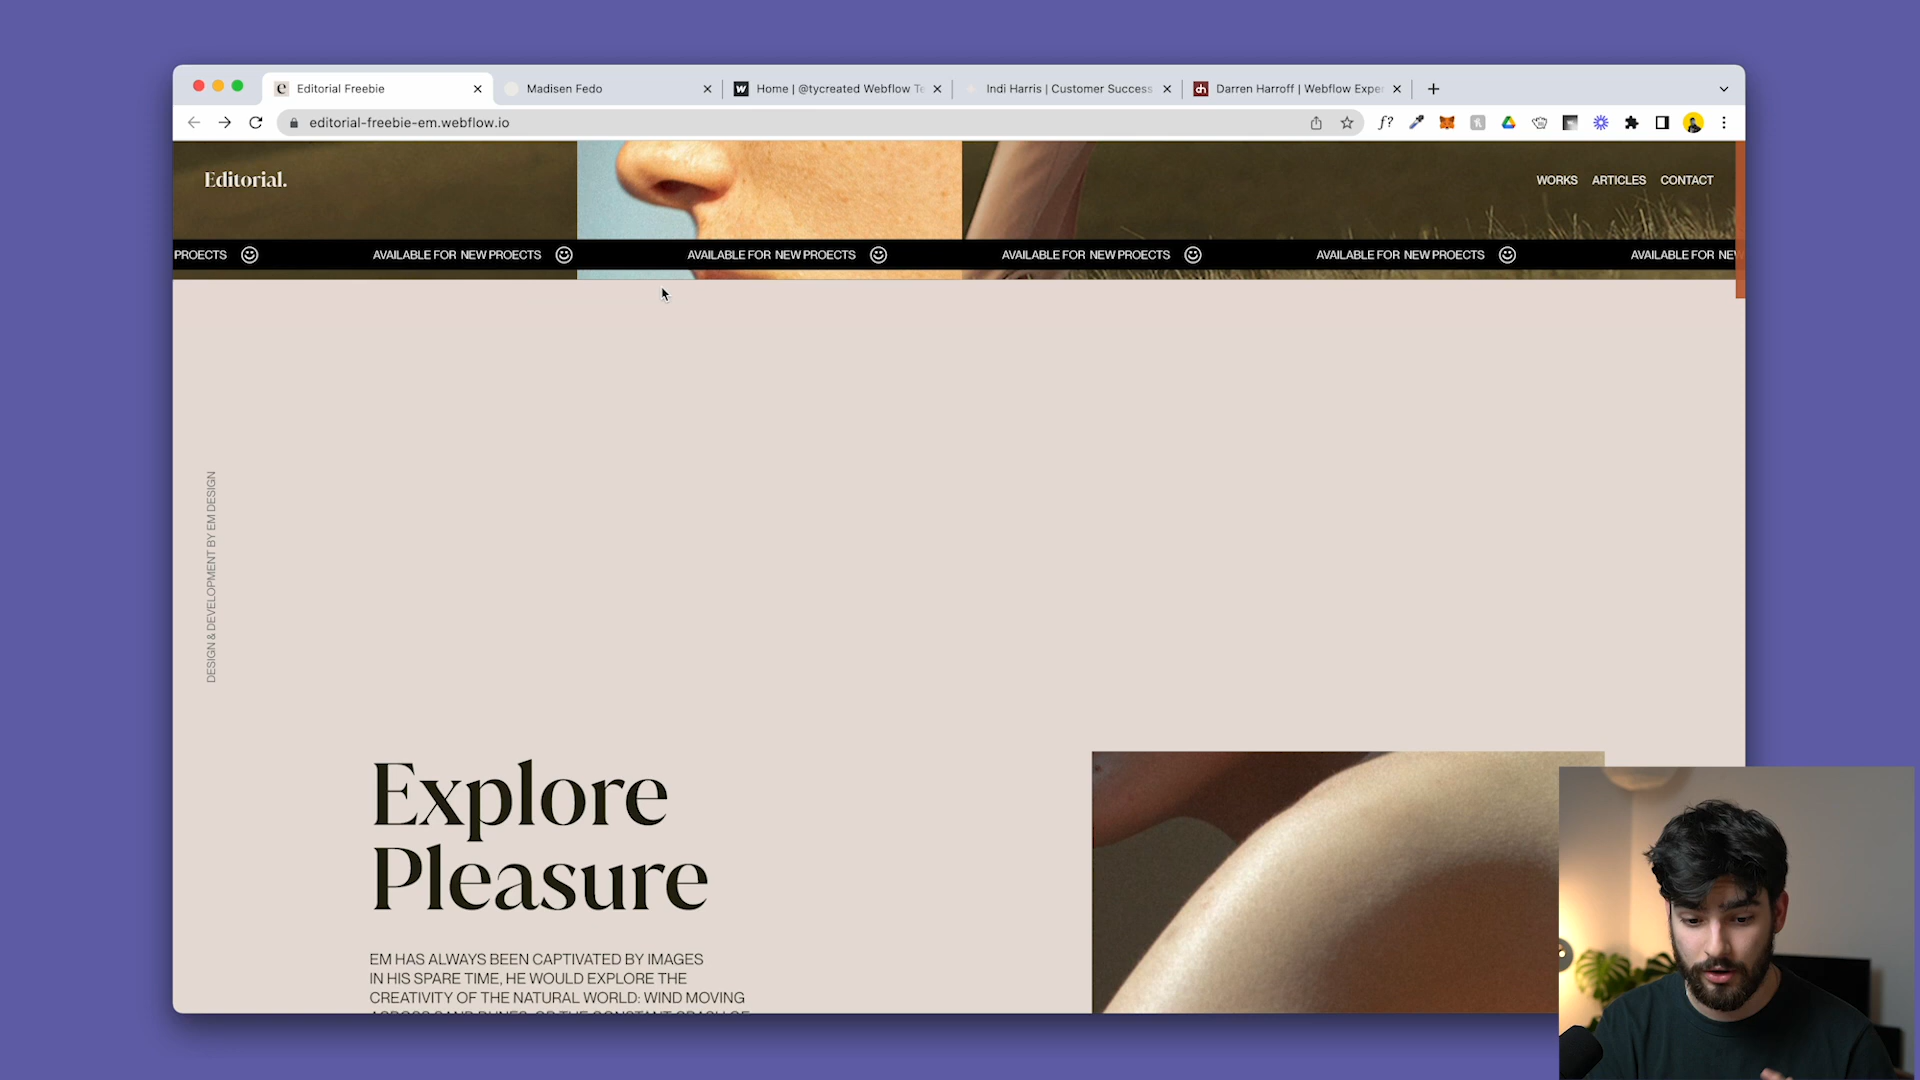 Editorial Freebie
Madisen Fedo
Home | @tycreated Webflow Te
Indi Harris | Customer Success
Darren Harroff | Webflow Exper
editorial-freebie-em.webflow.io
f?
Editorial.
WORKS ARTICLES CONTACT
PROECTS AVAILABLE FOR NEW PROECTS AVAILABLE FOR NEW PROECTS AVAILABLE FOR NEW PROECTS AVAILABLE FOR NEW PROECTS AVAILABLE FOR NEW
DESIGN & DEVELOPMENT BY EM DESIGN
Explore
Pleasure
EM HAS ALWAYS BEEN CAPTIVATED BY IMAGES
IN HIS SPARE TIME, HE WOULD EXPLORE THE
CREATIVITY OF THE NATURAL WORLD: WIND MOVING